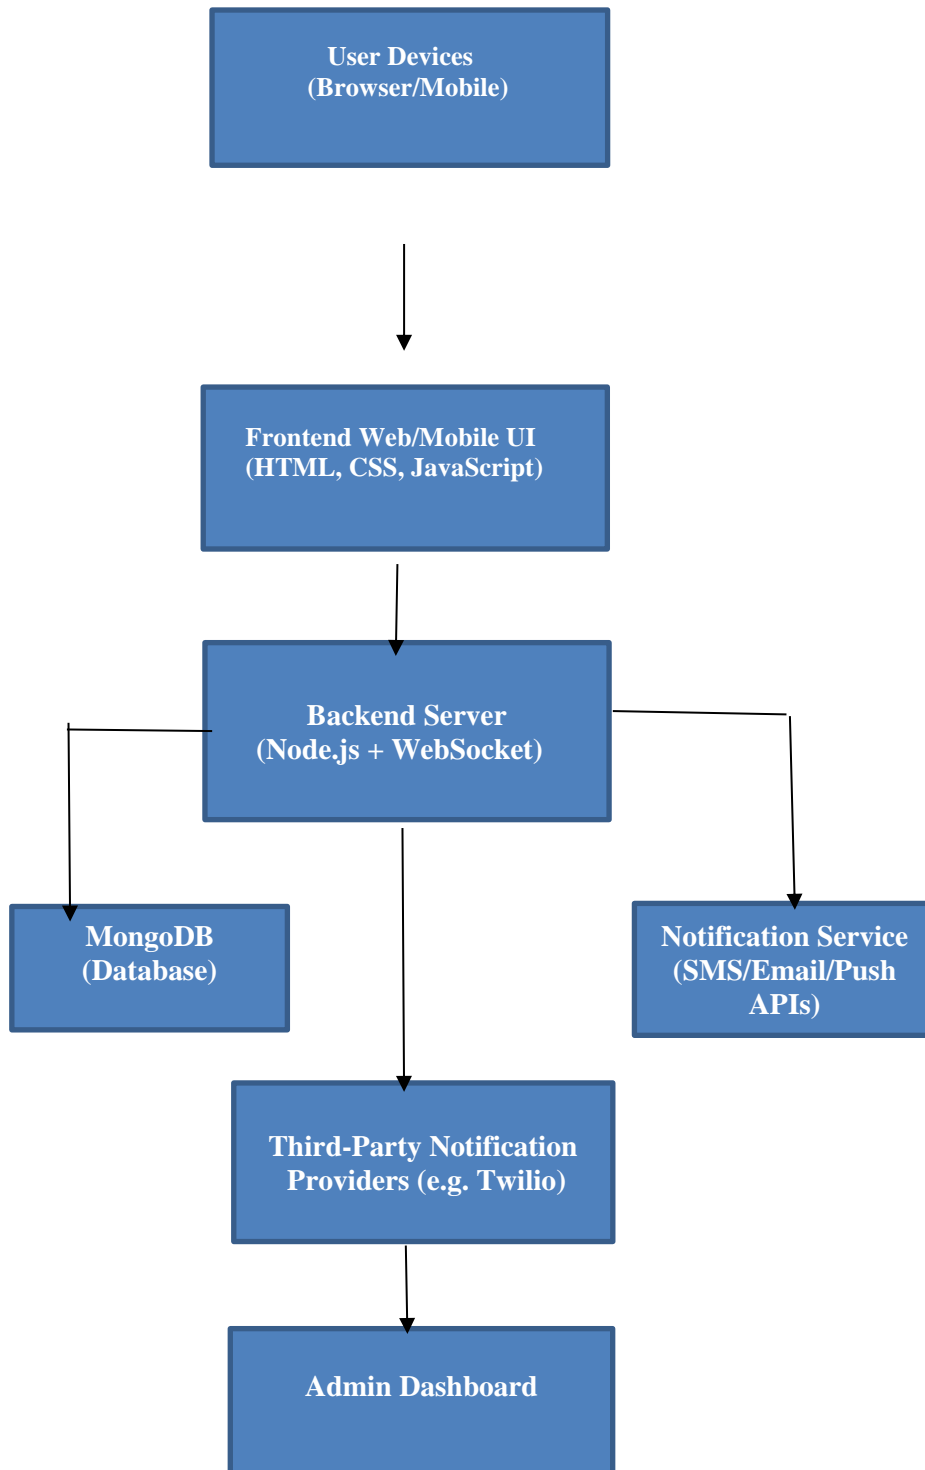 User Devices
(Browser/Mobile)
Frontend Web/Mobile UI
(HTML, CSS, JavaScript)
Backend Server
(Node.js + WebSocket)
MongoDB
(Database)
Notification Service
(SMS/Email/Push
APIs)
Third-Party Notification
Providers (e.g. Twilio)
Admin Dashboard